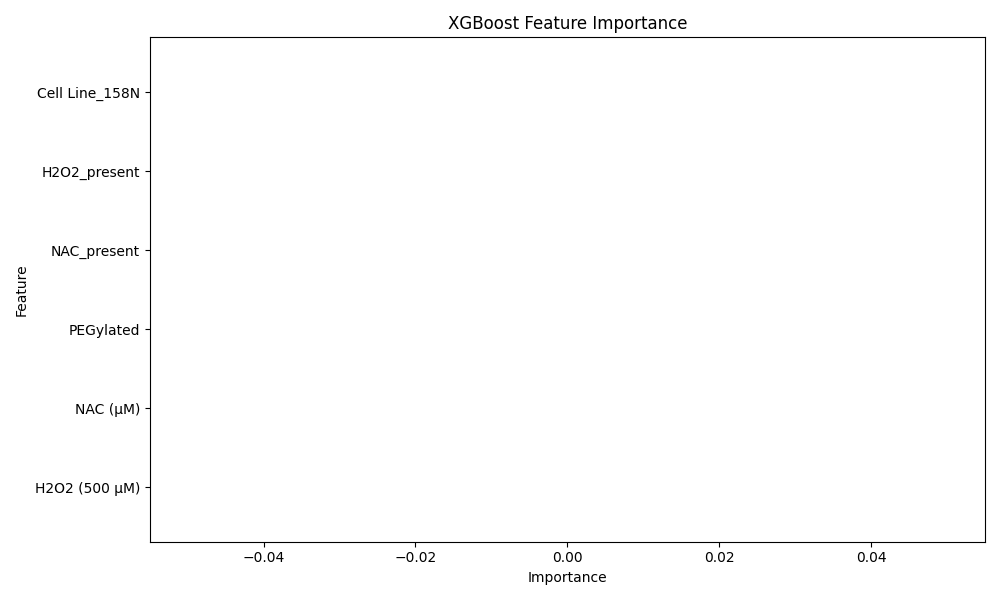 XGBoost Feature Importance
Cell Line_158N
H2O2_present
NAC_present
PEGylated
NAC (μM)
H2O2 (500 μM)
Feature
−0.04
−0.02
0.00
0.02
0.04
Importance